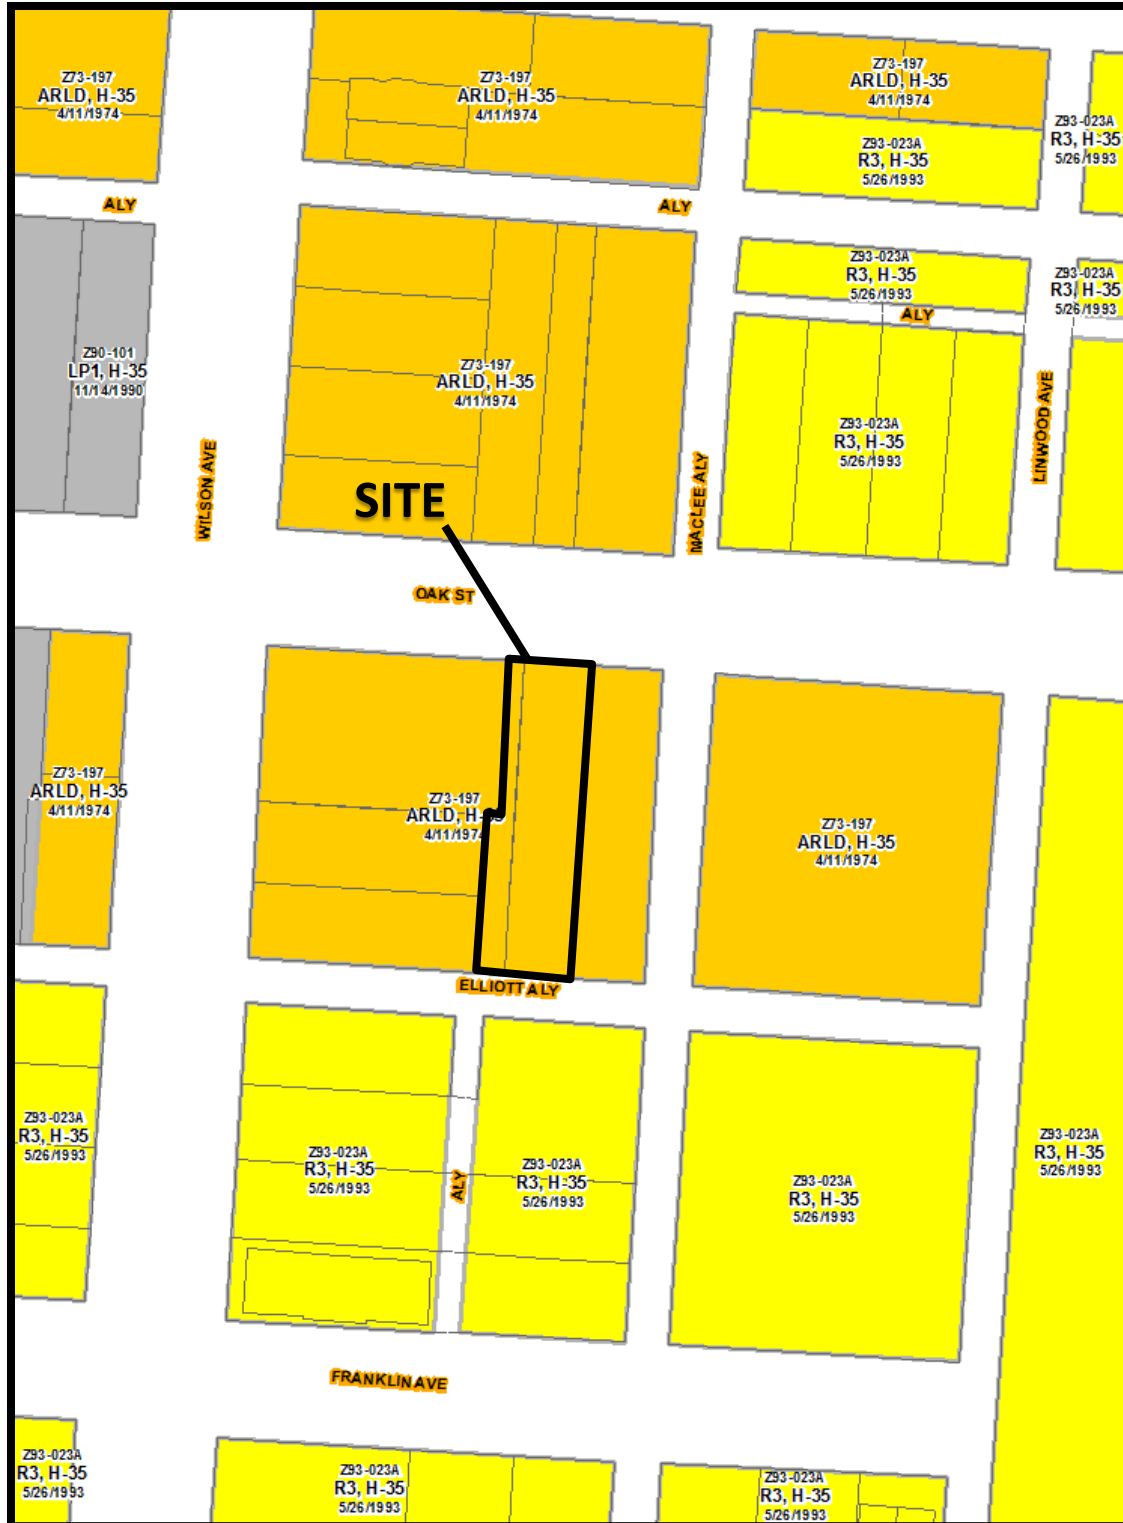 Z73-197
ARLD, H-35
4/11/1974
Z73-197
ARLD, H-35
4/11/1974
Z73-197
ARLD, H-35
4/11/1974
Z93-023A
R3, H-35
5/26/1993
Z93-023A
R3, H-35
5/26/1993
ALY
ALY
Z93-023A
R3, H-35
5/26/1993
Z93-023A
R3, H-35
5/26/1993
ALY
Z90-101
LP1, H-35
11/14/1990
Z73-197
ARLD, H-35
4/11/1974
Z93-023A
R3, H-35
5/26/1993
LINWOOD AVE
WILSON AVE
SITE
MACLEE ALY
OAK ST
Z73-197
ARLD, H-35
4/11/1974
Z73-197
ARLD, H-35
4/11/1974
Z73-197
ARLD, H-35
4/11/1974
ELLIOTT ALY
Z93-023A
R3, H-35
5/26/1993
Z93-023A
R3, H-35
5/26/1993
ALY
Z93-023A
R3, H-35
5/26/1993
Z93-023A
R3, H-35
5/26/1993
Z93-023A
R3, H-35
5/26/1993
FRANKLIN AVE
Z93-023A
R3, H-35
5/26/1993
Z93-023A
R3, H-35
5/26/1993
Z93-023A
R3, H-35
5/26/1993